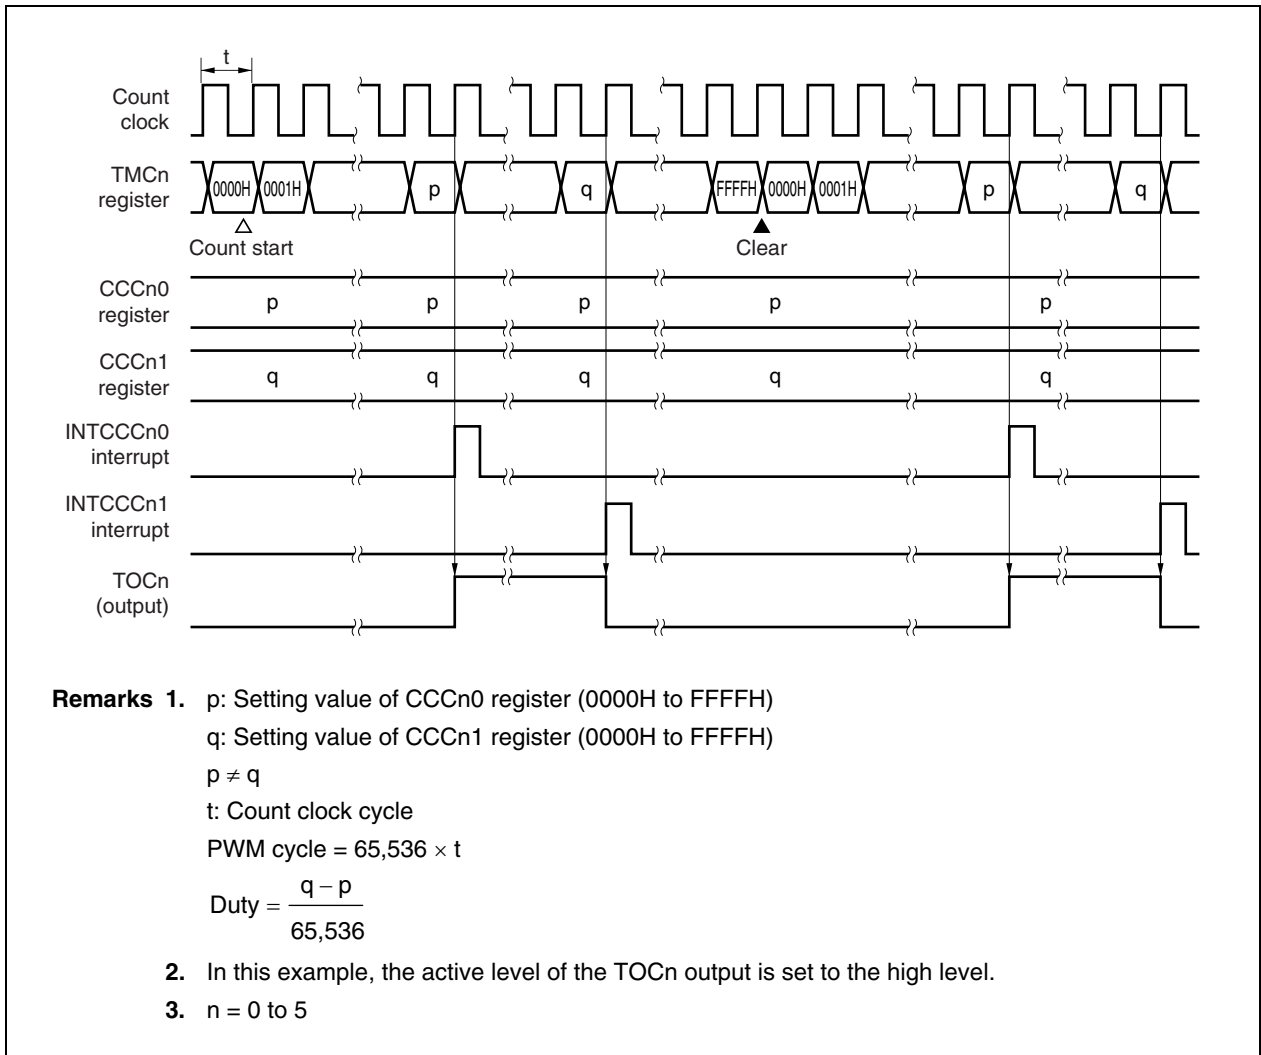 t
Count
clock
TMCn
register
0000H 0001H p q FFFFH 0000H 0001H p q
Count start Clear
CCCn0
register
p p p p p
CCCn1
register
q q q q q
INTCCCn0
interrupt
INTCCCn1
interrupt
TOCn
(output)
Remarks 1. p: Setting value of CCCn0 register (0000H to FFFFH)
q: Setting value of CCCn1 register (0000H to FFFFH)
p ≠ q
t: Count clock cycle
PWM cycle = 65,536 × t
Duty = q − p
65,536
2. In this example, the active level of the TOCn output is set to the high level.
3. n = 0 to 5